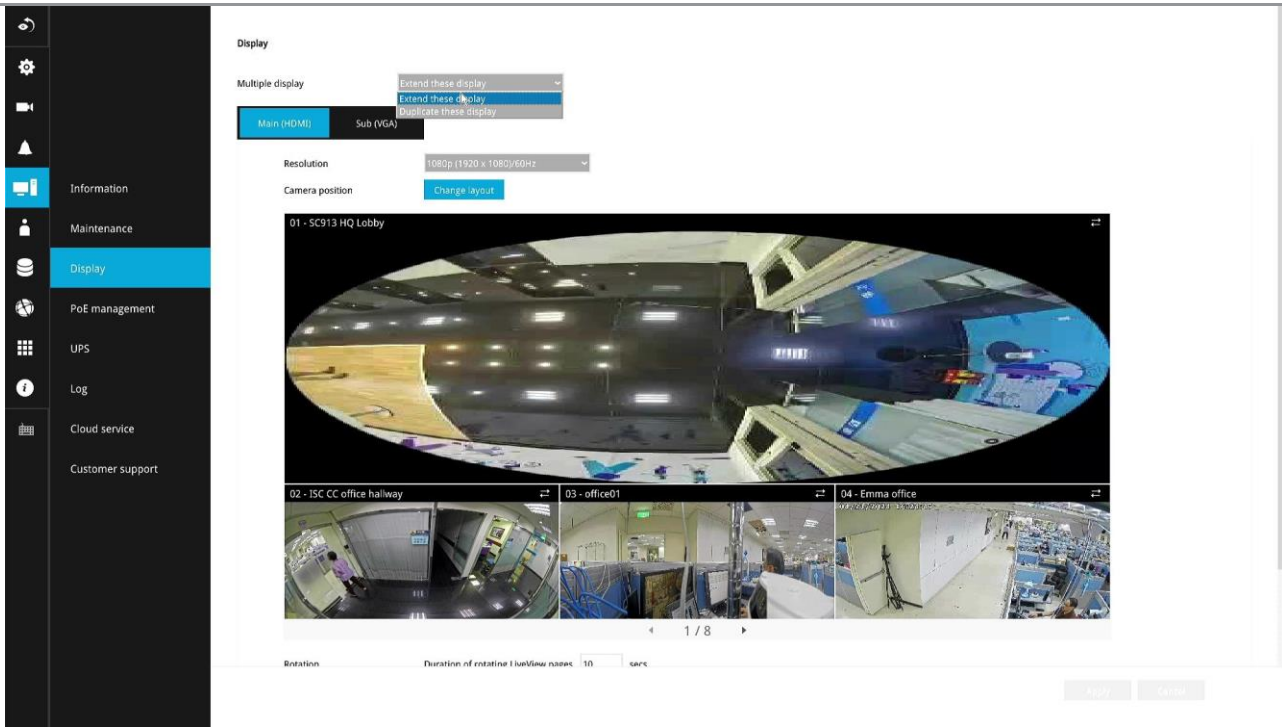 Display
Multiple display
Extend these display
Extend these display
Duplicate these display
Main (HDMI)
Sub (VGA)
Resolution
1080p (1920 x 1080)/60Hz
Camera position
Change layout
Information
Maintenance
Display
PoE management
UPS
Log
Cloud service
Customer support
01 - SC913 HQ Lobby
02 - ISC CC office hallway
03 - office01
04 - Emma office
1 / 8
Rotation
Duration of rotating LiveView pages 10 secs
Apply
Cancel